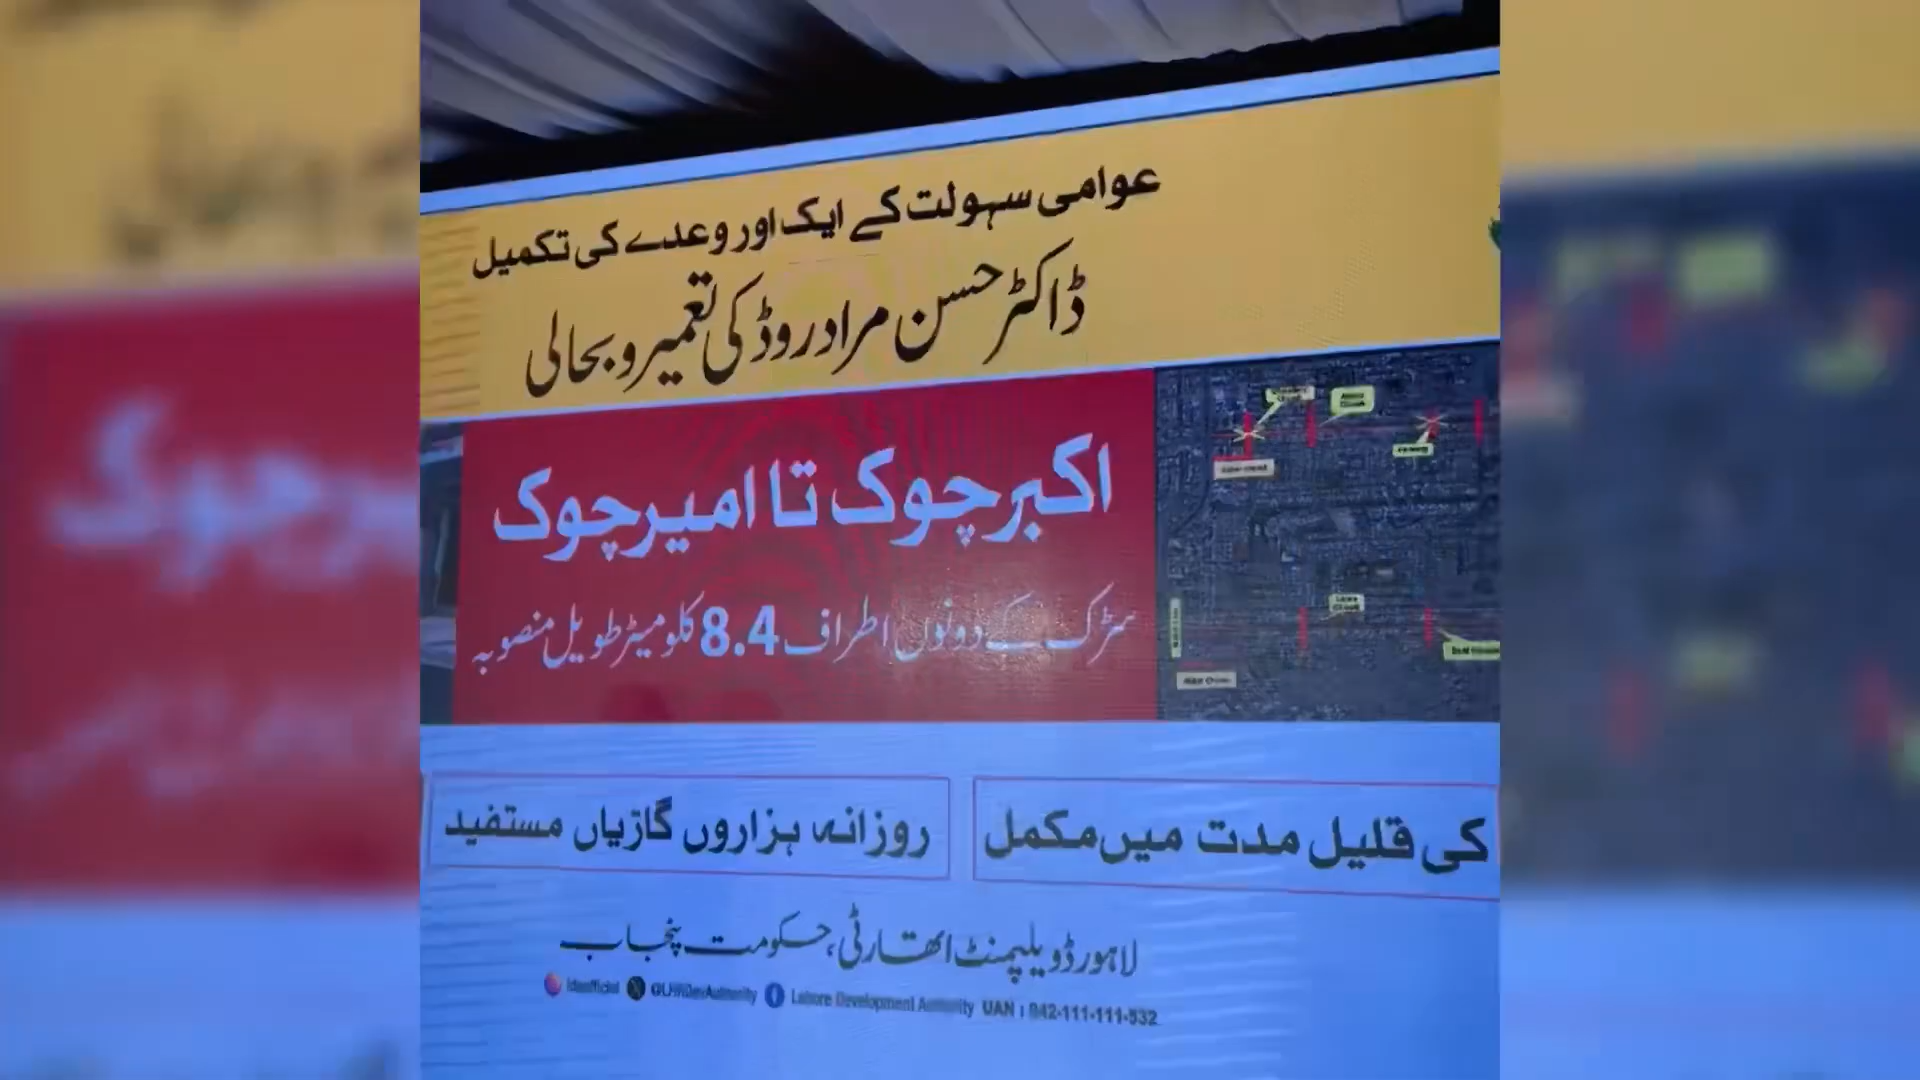 عوامی سہولت کے ایک اور وعدے کی تکمیل
ڈاکٹر حسن مراد روڈ کی تعمیر و بحالی
اکبر چوک تا امیر چوک
سڑک کے دونوں اطراف 8.4 کلومیٹر طویل منصوبہ
کی قلیل مدت میں مکمل
روزانہ ہزاروں گاڑیاں مستفید
لاہور ڈویلپمنٹ اتھارٹی، حکومت پنجاب
ldaofficial Lahore Development Authority UAN : 042-111-111-532